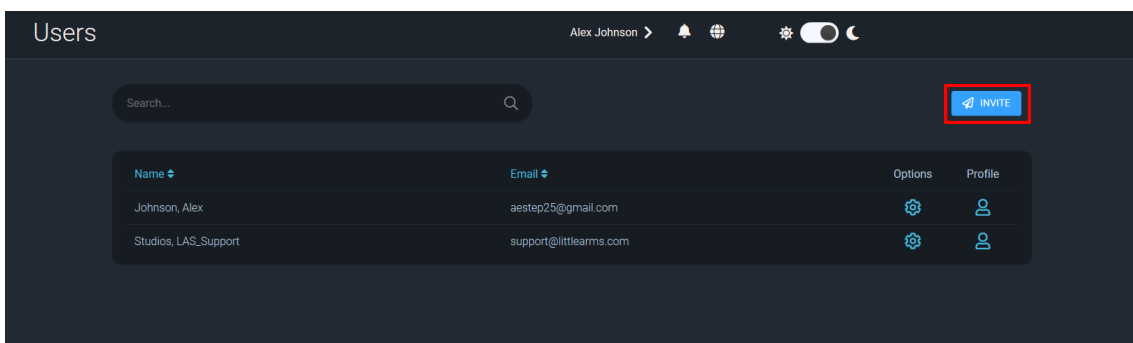 Users
Alex Johnson
Search...
INVITE
Name Email Options Profile
Johnson, Alex aestep25@gmail.com
Studios, LAS_Support support@littlearms.com